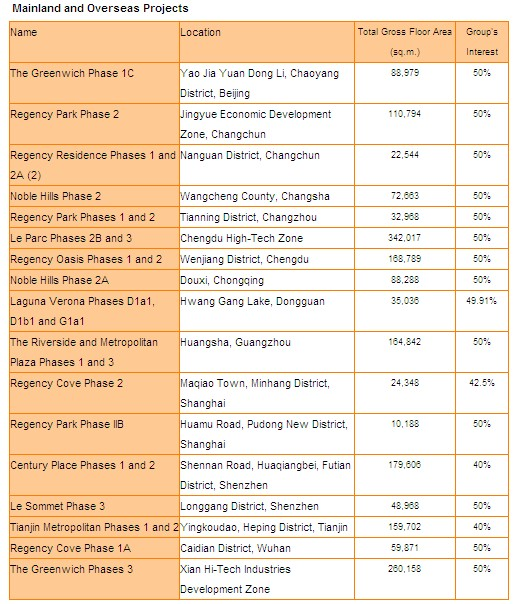 Mainland and Overseas Projects
Name Location Total Gross Floor Area Group's
(sq.m.) Interest
The Greenwich Phase 1C Yao Jia Yuan Dong Li, Chaoyang 88,979 50%
District, Beijing
Regency Park Phase 2 Jingyue Economic Development 110,794 50%
Zone, Changchun
Regency Residence Phases 1 and Nanguan District, Changchun 22,544 50%
2A (2)
Noble Hills Phase 2 Wangcheng County, Changsha 72,663 50%
Regency Park Phases 1 and 2 Tianning District, Changzhou 32,968 50%
Le Parc Phases 2B and 3 Chengdu High-Tech Zone 342,017 50%
Regency Oasis Phases 1 and 2 Wenjiang District, Chengdu 168,789 50%
Noble Hills Phase 2A Douxi, Chongqing 88,288 50%
Laguna Verona Phases D1a1, Hwang Gang Lake, Dongguan 35,036 49.91%
D1b1 and G1a1
The Riverside and Metropolitan Huangsha, Guangzhou 164,842 50%
Plaza Phases 1 and 3
Regency Cove Phase 2 Maqiao Town, Minhang District, 24,348 42.5%
Shanghai
Regency Park Phase IIB Huamu Road, Pudong New District, 10,188 50%
Shanghai
Century Place Phases 1 and 2 Shennan Road, Huaqiangbei, Futian 179,606 40%
District, Shenzhen
Le Sommet Phase 3 Longgang District, Shenzhen 48,968 50%
Tianjin Metropolitan Phases 1 and 2 Yingkoudao, Heping District, Tianjin 159,702 40%
Regency Cove Phase 1A Caidian District, Wuhan 59,871 50%
The Greenwich Phases 3 Xian Hi-Tech Industries 260,158 50%
Development Zone